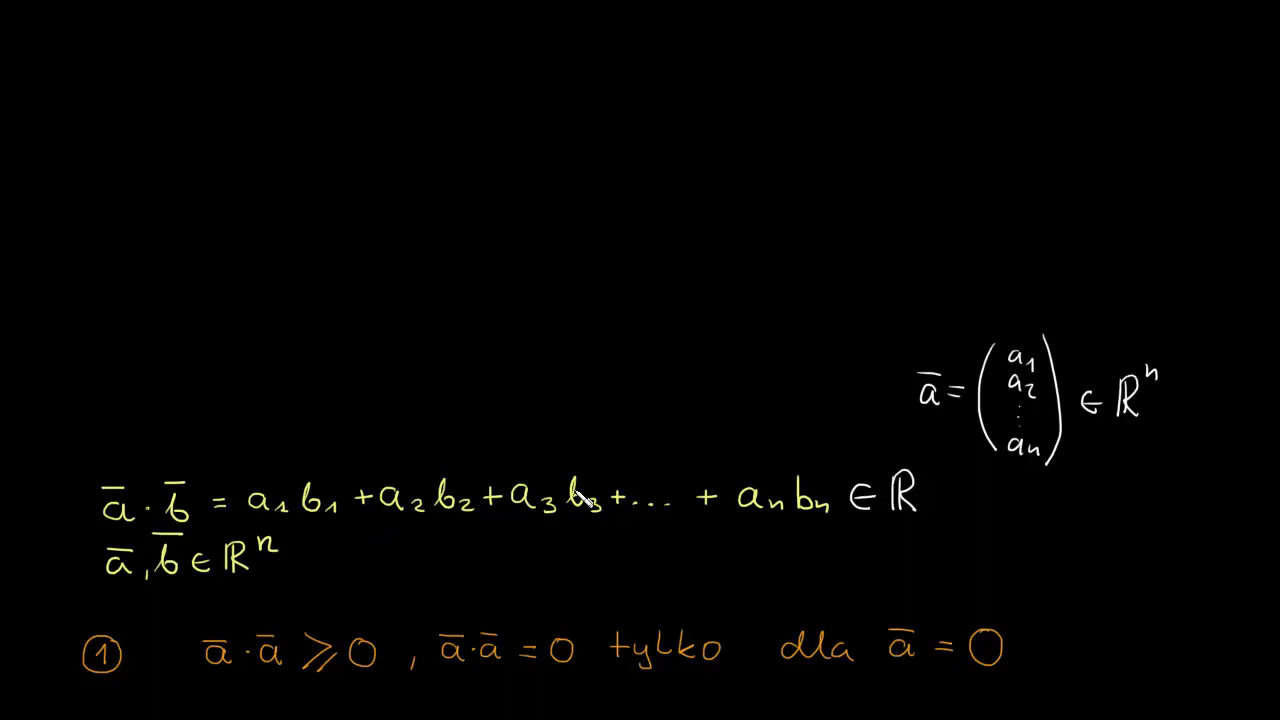 a̅ = (a₁ a₂ ⋮ aₙ) ∈ ℝⁿ
a̅ · b̅ = a₁b₁ + a₂b₂ + a₃b₃ + ... + aₙbₙ ∈ ℝ
a̅, b̅ ∈ ℝⁿ
① a̅ · a̅ ⩾ 0, a̅ · a̅ = 0 tylko dla a̅ = 0